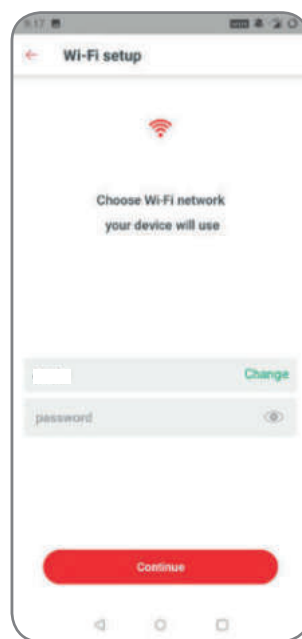 Wi-Fi setup
Choose Wi-Fi network
your device will use
Change
password
Continue